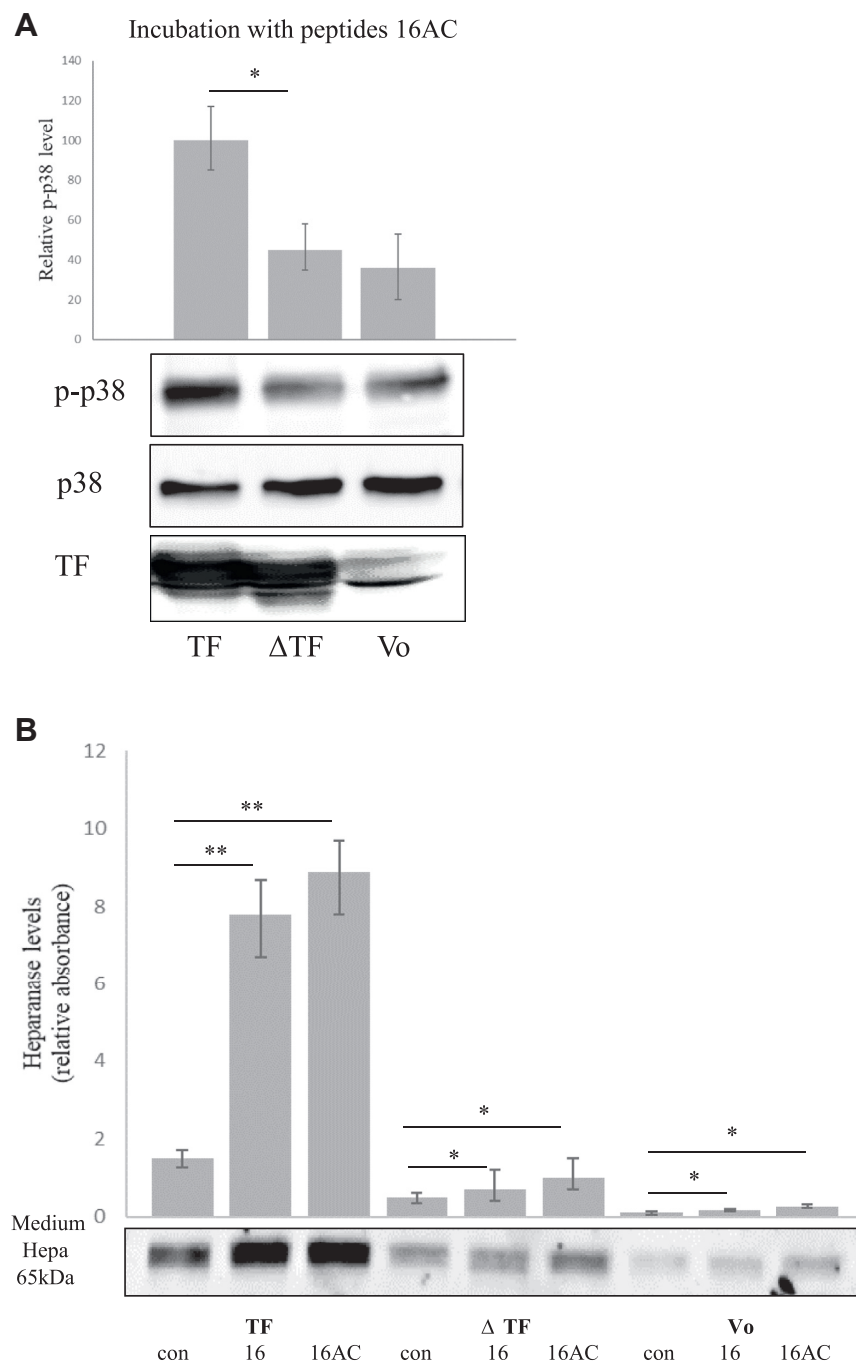 A
Incubation with peptides 16AC
140
120
100
80
60
40
20
0
Relative p-p38 level
*
p-p38
p38
TF
TF ΔTF Vo
B
12
10
8
6
4
2
0
Heparanase levels
(relative absorbance)
**
**
*
*
*
*
Medium
Hepa
65kDa
TF Δ TF Vo
con 16 16AC con 16 16AC con 16 16AC